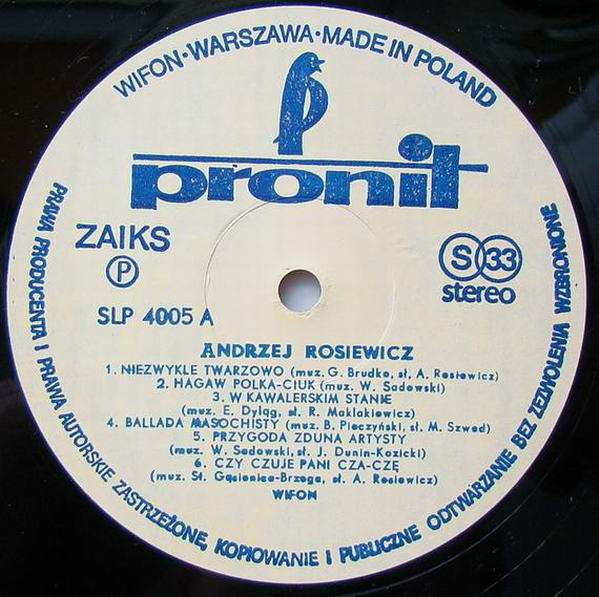 WIFON·WARSZAWA·MADE IN POLAND
pronit
ZAIKS
P
SLP 4005 A
S 33
stereo
ANDRZEJ ROSIEWICZ
1. NIEZWYKLE TWARZOWO (muz. G. Brudko, sł. A. Rosiewicz)
2. HAGAW POLKA-CIUK (muz. W. Sadowski)
3. W KAWALERSKIM STANIE
(muz. E. Dyląg, sł. R. Maklakiewicz)
4. BALLADA MASOCHISTY (muz. B. Pieczyński, sł. M. Szwed)
5. PRZYGODA ZDUNA ARTYSTY
(muz. W. Sadowski, sł. J. Dunin-Kozicki)
6. CZY CZUJE PANI CZA-CZĘ
(muz. St. Gąsienica-Brzega, sł. A. Rosiewicz)
WIFON
PRAWA PRODUCENTA I PRAWA AUTORSKIE ZASTRZEŻONE, KOPIOWANIE I PUBLICZNE ODTWARZANIE BEZ ZEZWOLENIA WZBRONIONE